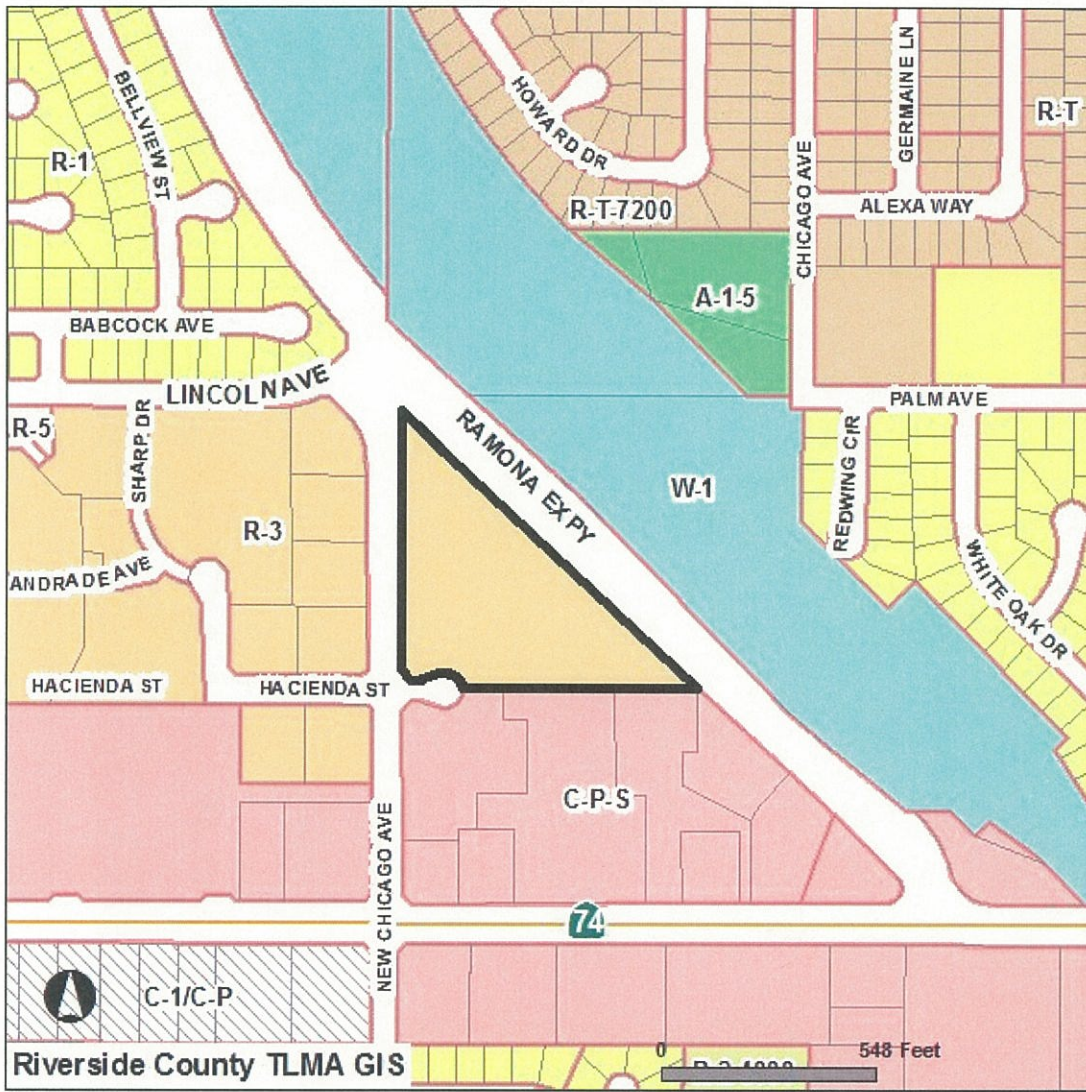 BELLVIEW ST
HOWARD DR
GERMAINE LN
R-T
R-1
CHICAGO AVE
R-T-7200
ALEXA WAY
A-1-5
BABCOCK AVE
LINCOLN AVE
PALM AVE
R-5
SHARP DR
RAMONA EXPY
REDWING CIR
W-1
R-3
ANDRADE AVE
WHITE OAK DR
HACIENDA ST
HACIENDA ST
C-P-S
NEW CHICAGO AVE
74
C-1/C-P
Riverside County TLMA GIS
0 548 Feet